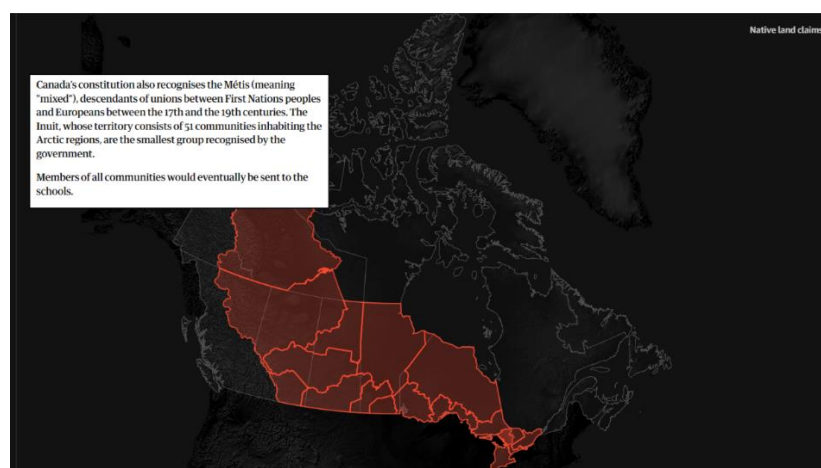 Native land claims
Canada's constitution also recognises the Métis (meaning
"mixed"), descendants of unions between First Nations peoples
and Europeans between the 17th and the 19th centuries. The
Inuit, whose territory consists of 51 communities inhabiting the
Arctic regions, are the smallest group recognised by the
government.
Members of all communities would eventually be sent to the
schools.